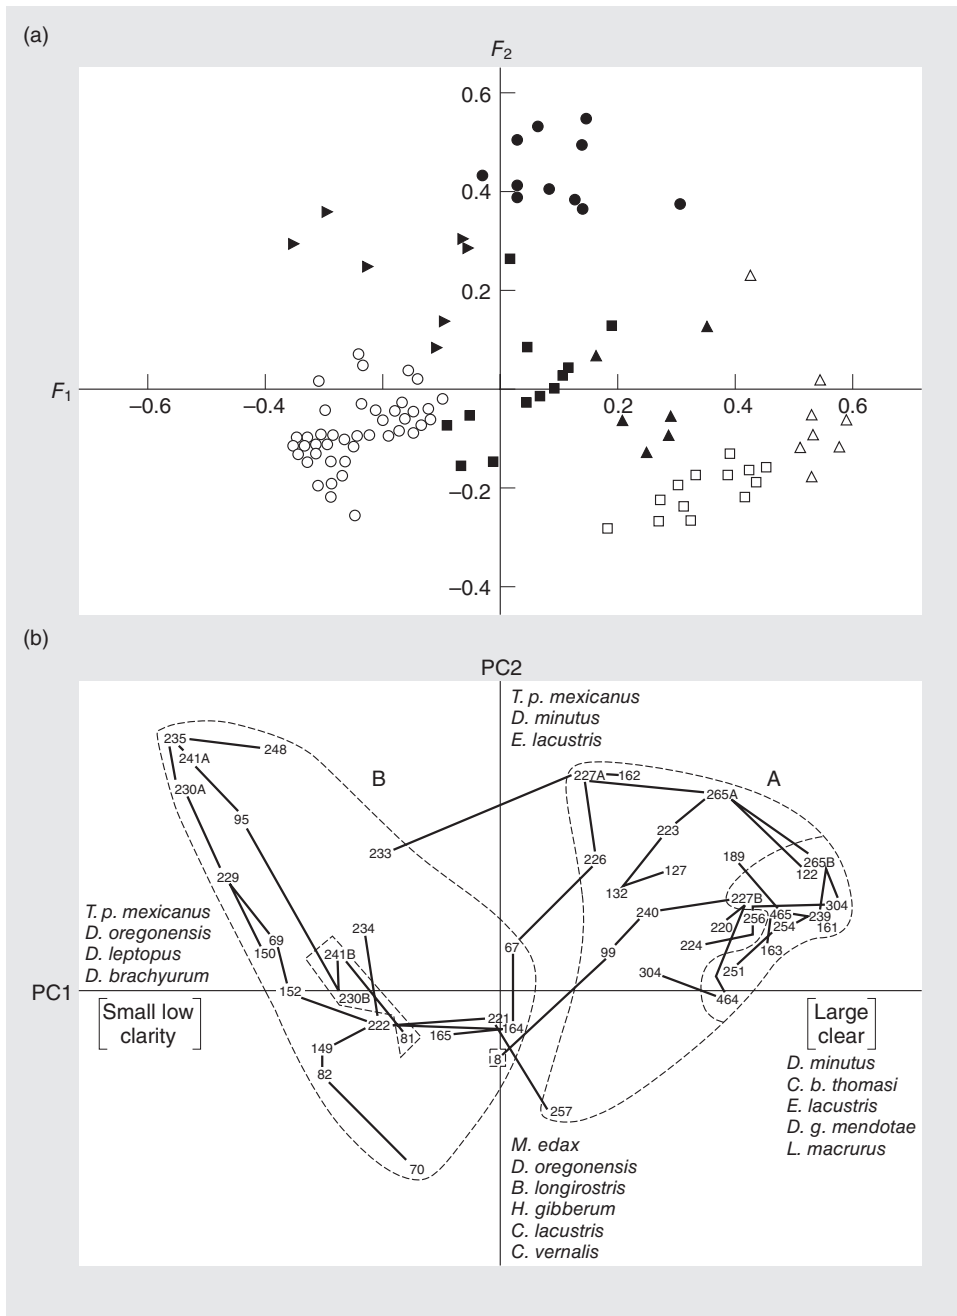 (a)
F2
0.6
0.4
0.2
F1
–0.6
–0.4
0.2
0.4
0.6
–0.2
–0.4
(b)
PC2
T. p. mexicanus
D. minutus
E. lacustris
235
248
241A
230A
B
227A
162
A
265A
95
233
223
226
189
265B
122
127
132
229
T. p. mexicanus
D. oregonensis
D. leptopus
D. brachyurum
240
227B
304
465
239
256
220
254
161
234
69
150
241B
67
99
224
163
251
304
152
230B
464
PC1
Small low
clarity
222
81
165
221
164
8
Large
clear
149
82
70
257
D. minutus
C. b. thomasi
E. lacustris
D. g. mendotae
L. macrurus
M. edax
D. oregonensis
B. longirostris
H. gibberum
C. lacustris
C. vernalis